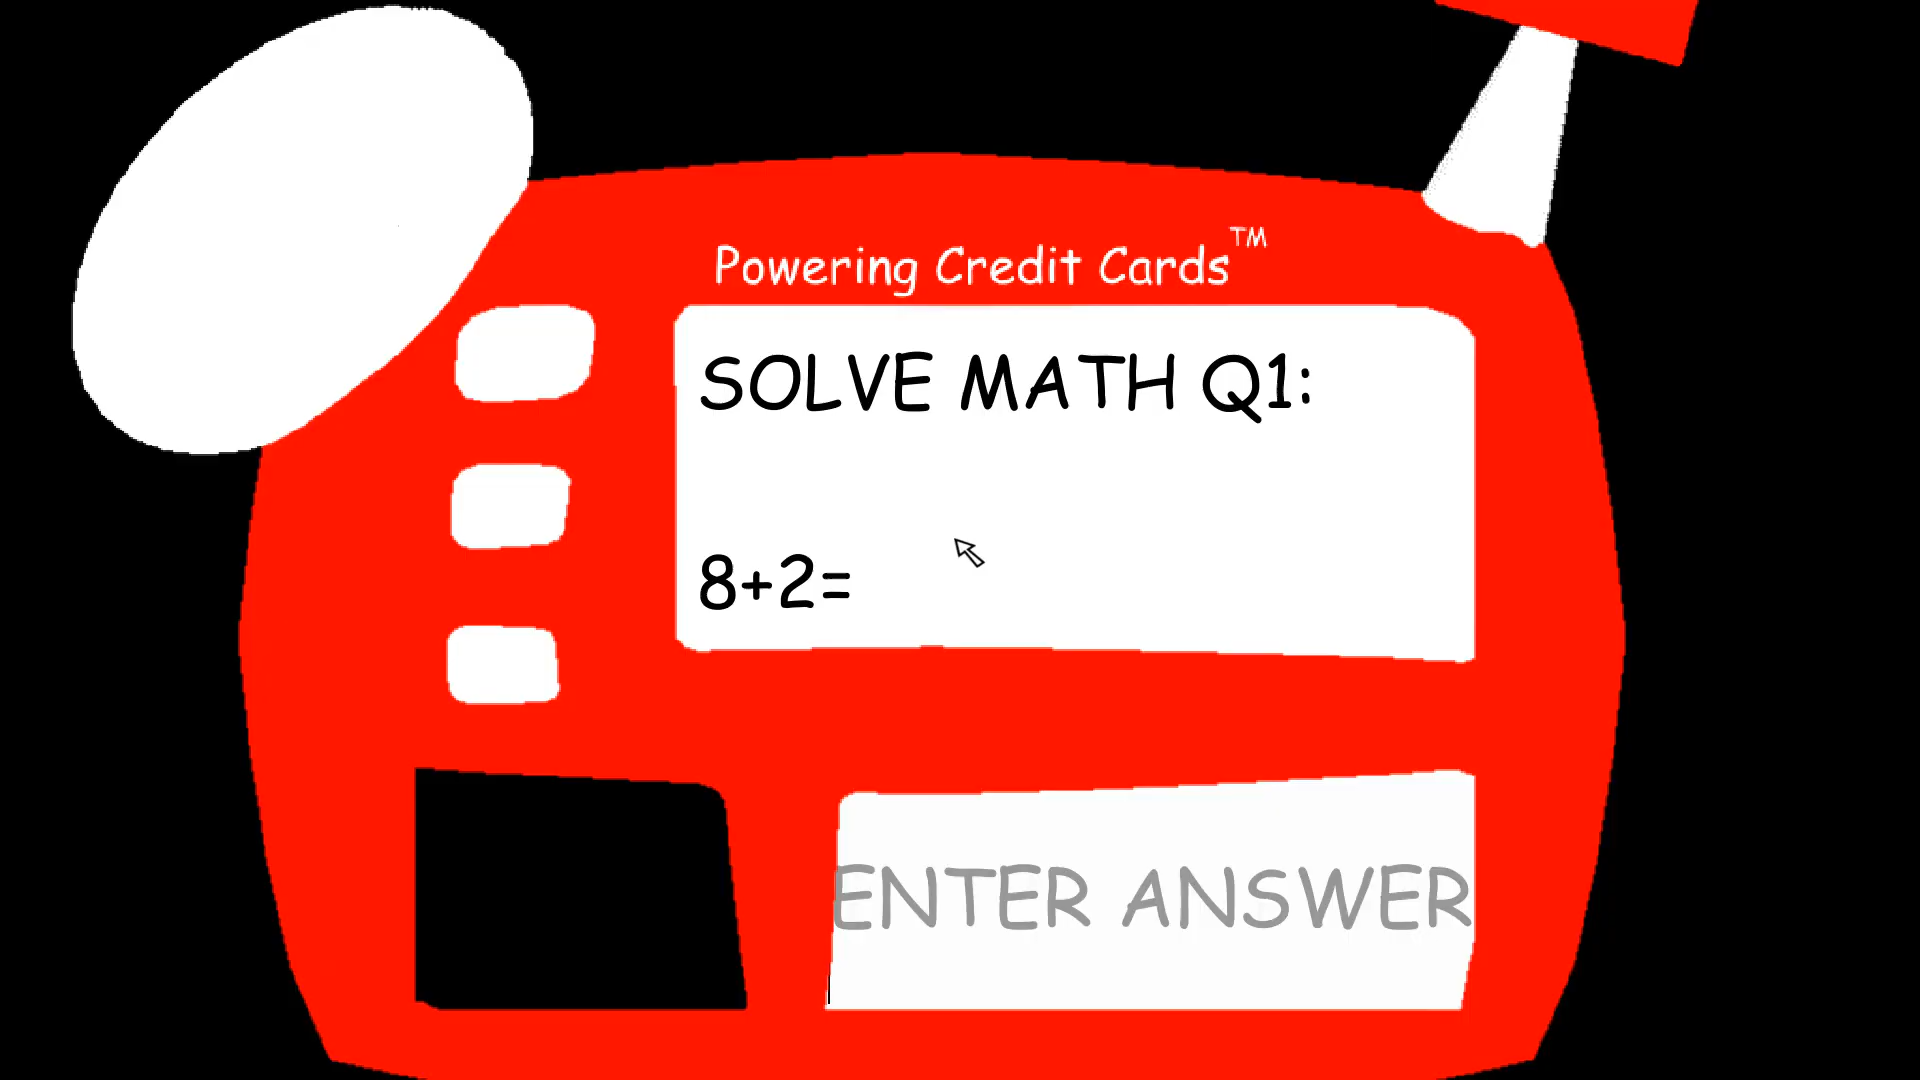 Powering Credit Cards™
SOLVE MATH Q1:
8+2=
ENTER ANSWER